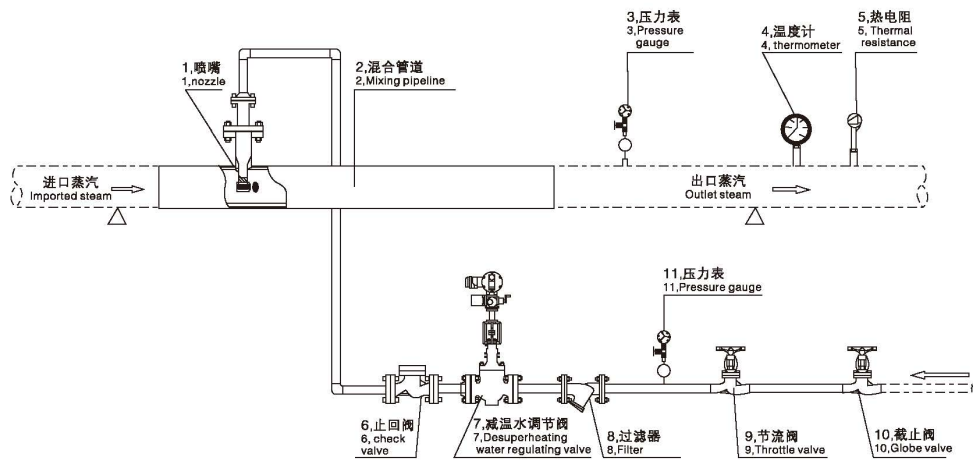 3,压力表
3,Pressure
gauge
4,温度计
4, thermometer
5,热电阻
5, Thermal
resistance
1,喷嘴
1,nozzle
2,混合管道
2,Mixing pipeline
进口蒸汽
Imported steam
出口蒸汽
Outlet steam
11,压力表
11,Pressure gauge
6,止回阀
6, check
valve
7,减温水调节阀
7,Desuperheating
water regulating valve
8,过滤器
8,Filter
9,节流阀
9,Throttle valve
10,截止阀
10,Globe valve